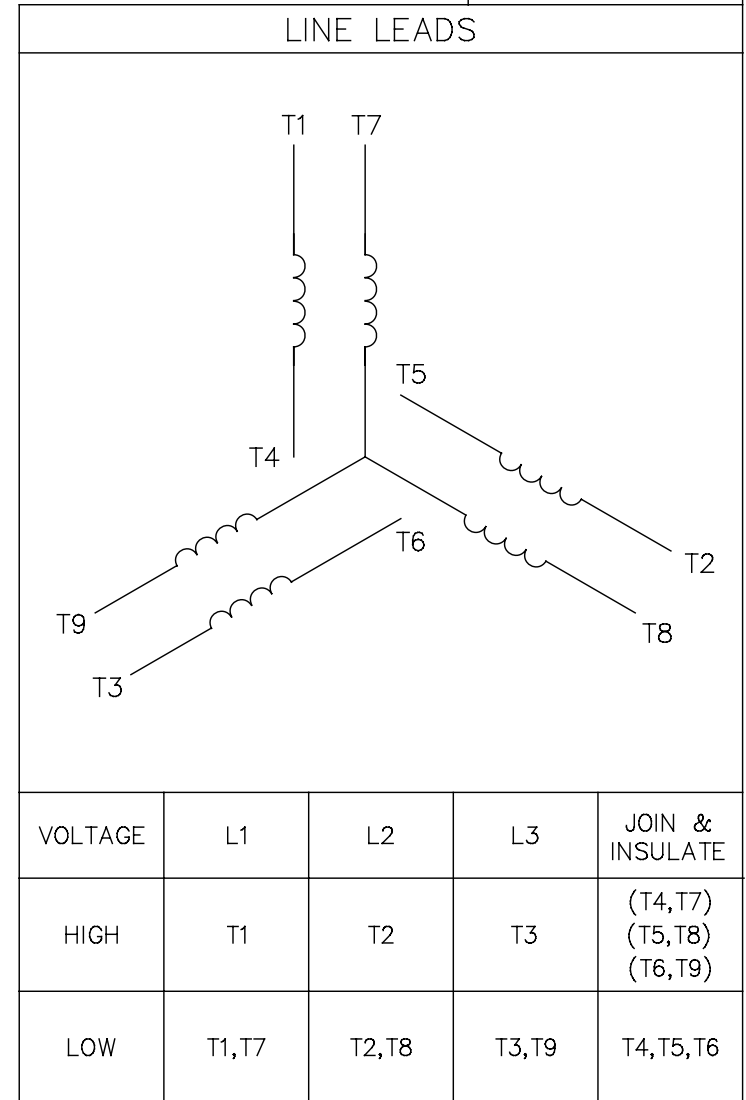 LINE LEADS
T1 T7
T5
T4
T6
T2
T9
T8
T3
VOLTAGE L1 L2 L3 JOIN &
INSULATE
HIGH T1 T2 T3 (T4,T7)
(T5,T8)
(T6,T9)
LOW T1,T7 T2,T8 T3,T9 T4,T5,T6